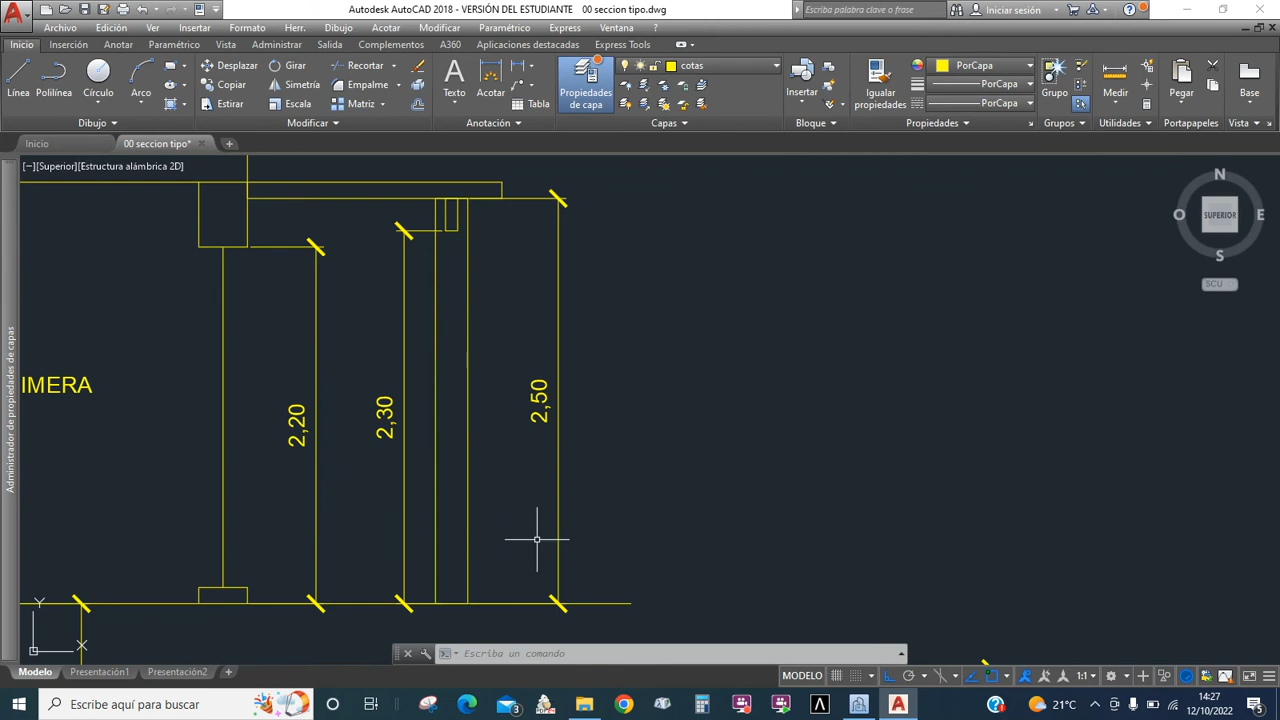 Autodesk AutoCAD 2018 - VERSIÓN DEL ESTUDIANTE 00 seccion tipo.dwg
Escriba palabra clave o frase
Iniciar sesión
Archivo Edición Ver Insertar Formato Herr. Dibujo Acotar Modificar Paramétrico Express Ventana ?
Inicio Inserción Anotar Paramétrico Vista Administrar Salida Complementos A360 Aplicaciones destacadas Express Tools
Línea Polilínea Círculo Arco
Desplazar Girar Recortar
Copiar Simetría Empalme
Estirar Escala Matriz
Texto Acotar Tabla
Propiedades de capa
cotas
Insertar
Igualar propiedades
PorCapa
PorCapa
PorCapa
Grupo Medir Pegar Base
Dibujo Modificar Anotación Capas Bloque Propiedades Grupos Utilidades Portapapeles Vista
Inicio 00 seccion tipo*
[−][Superior][Estructura alámbrica 2D]
N
O SUPERIOR E
S
SCU
Administrador de propiedades de capas
IMERA
2,20
2,30
2,50
Y
X
Escriba un comando
Modelo Presentación1 Presentación2
MODELO
1:1
Escribe aquí para buscar
3
21°C
14:27
12/10/2022
5